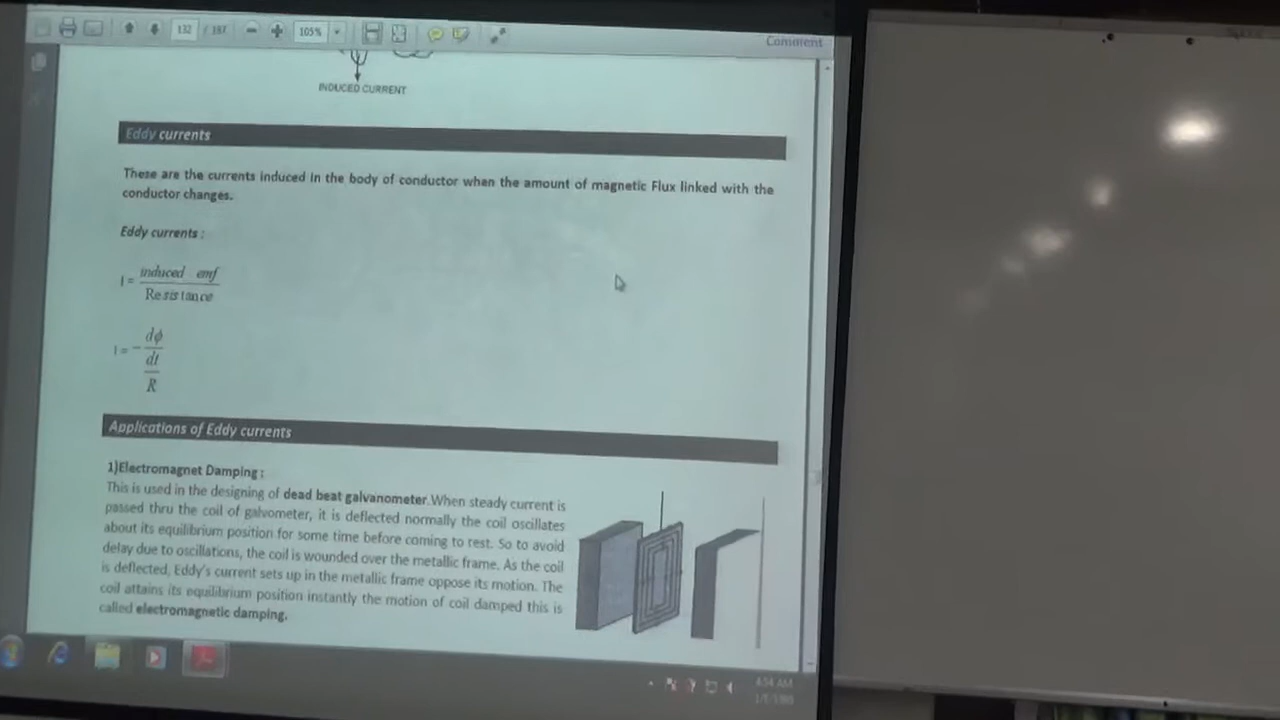 132 / 187
105%
Comment
INDUCED CURRENT
Eddy currents
These are the currents induced in the body of conductor when the amount of magnetic Flux linked with the
conductor changes.
Eddy currents :
I = induced emf
Resistance
I = - dϕ
dt
R
Applications of Eddy currents
1)Electromagnet Damping :
This is used in the designing of dead beat galvanometer.When steady current is
passed thru the coil of galvometer, it is deflected normally the coil oscillates
about its equilibrium position for some time before coming to rest. So to avoid
delay due to oscillations, the coil is wounded over the metallic frame. As the coil
is deflected, Eddy's current sets up in the metallic frame oppose its motion. The
coil attains its equilibrium position instantly the motion of coil damped this is
called electromagnetic damping.
4:54 AM